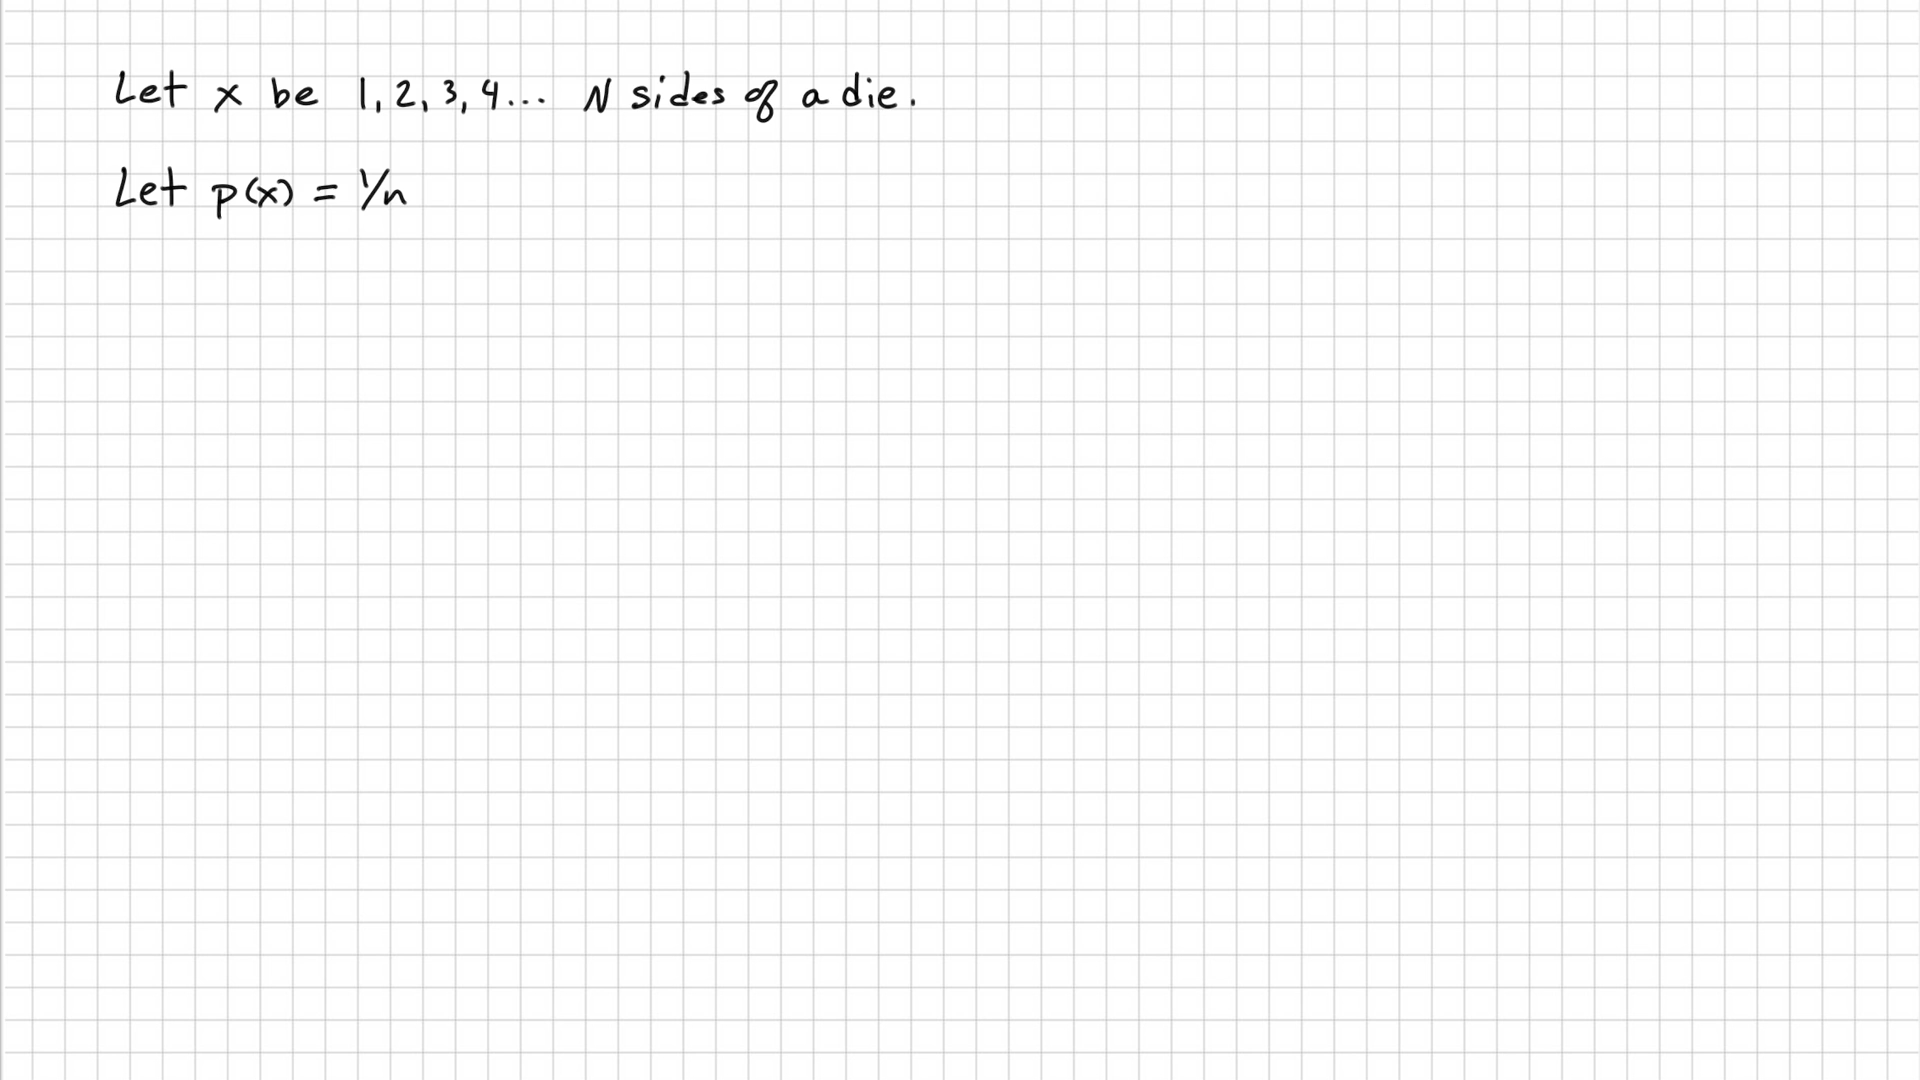 Let x be 1, 2, 3, 4... N sides of a die.
Let p(x) = 1/n